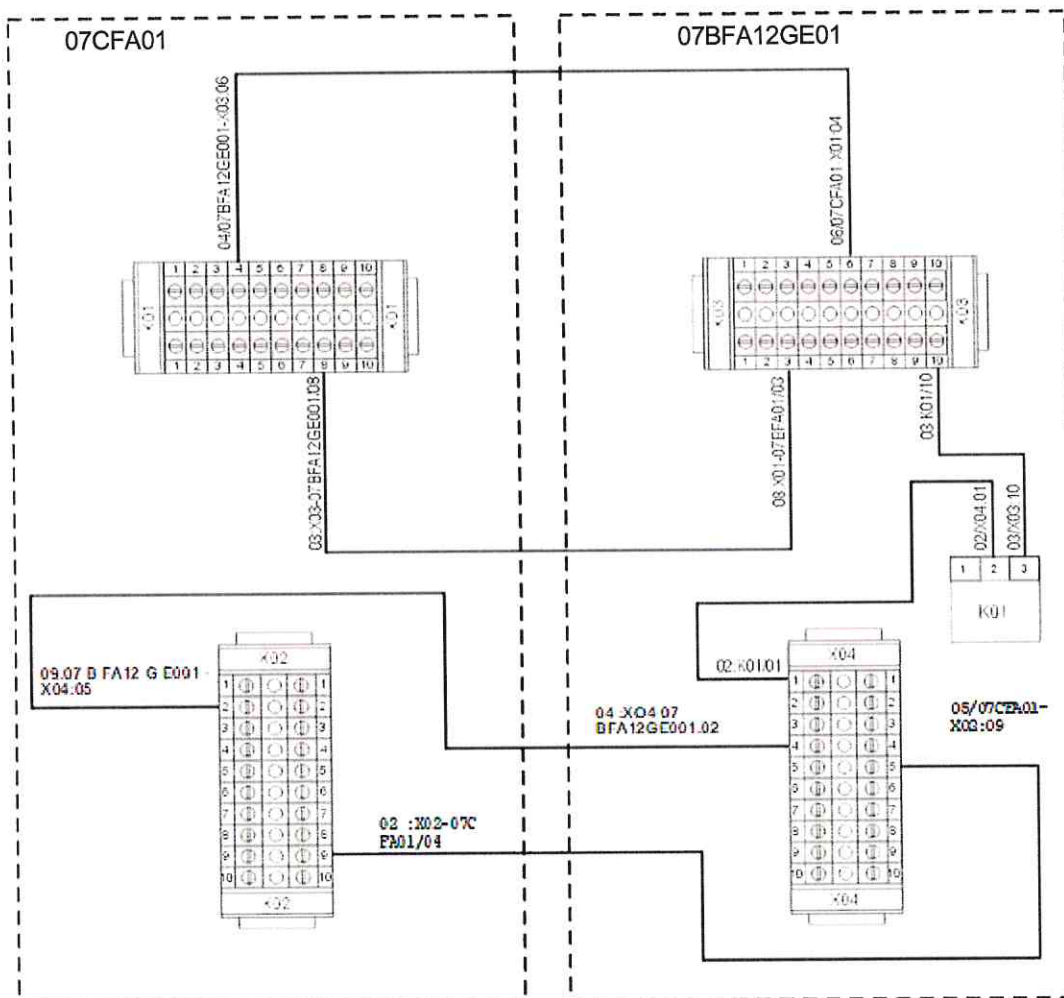 07CFA01
07BFA12GE01
04/07BFA12GE001-X03:06
06/07CFA01-X01:04
1 2 3 4 5 6 7 8 9 10
X01
X01
1 2 3 4 5 6 7 8 9 10
1 2 3 4 5 6 7 8 9 10
X03
X03
1 2 3 4 5 6 7 8 9 10
03:X03-07BFA12GE001/08
08:X01-07EFA01/03
03:K01/10
02/X04:01
03/X03:10
1 2 3
K01
09:07 B FA12 G E001 -
X04:05
X02
1 1
2 2
3 3
4 4
5 5
6 6
7 7
8 8
9 9
10 10
X02
02:K01/01
04 :XO4 07
BFA12GE001:02
X04
1 1
2 2
3 3
4 4
5 5
6 6
7 7
8 8
9 9
10 10
X04
05/07CFA01-
X02:09
02 :X02-07C
FA01/04